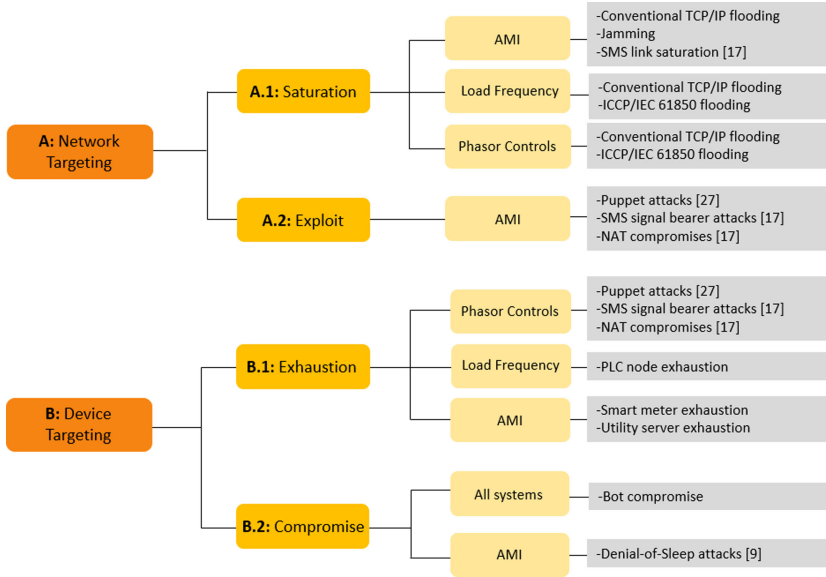 A: Network
Targeting
A.1: Saturation
AMI
-Conventional TCP/IP flooding
-Jamming
-SMS link saturation [17]
Load Frequency
-Conventional TCP/IP flooding
-ICCP/IEC 61850 flooding
Phasor Controls
-Conventional TCP/IP flooding
-ICCP/IEC 61850 flooding
A.2: Exploit
AMI
-Puppet attacks [27]
-SMS signal bearer attacks [17]
-NAT compromises [17]
B: Device
Targeting
B.1: Exhaustion
Phasor Controls
-Puppet attacks [27]
-SMS signal bearer attacks [17]
-NAT compromises [17]
Load Frequency
-PLC node exhaustion
AMI
-Smart meter exhaustion
-Utility server exhaustion
B.2: Compromise
All systems
-Bot compromise
AMI
-Denial-of-Sleep attacks [9]